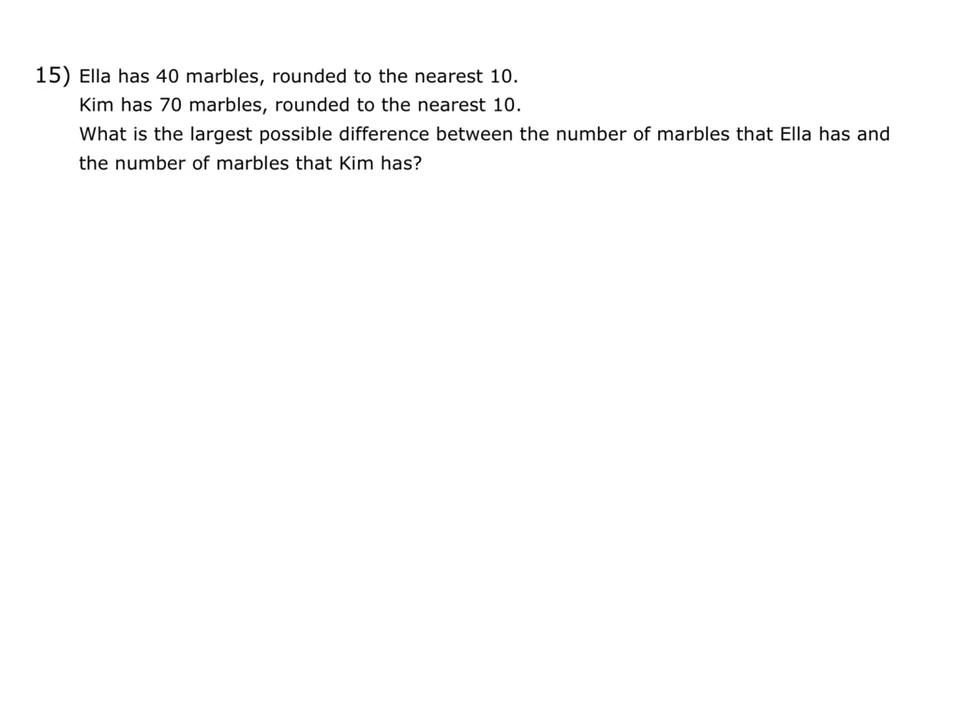 15) Ella has 40 marbles, rounded to the nearest 10.
Kim has 70 marbles, rounded to the nearest 10.
What is the largest possible difference between the number of marbles that Ella has and
the number of marbles that Kim has?